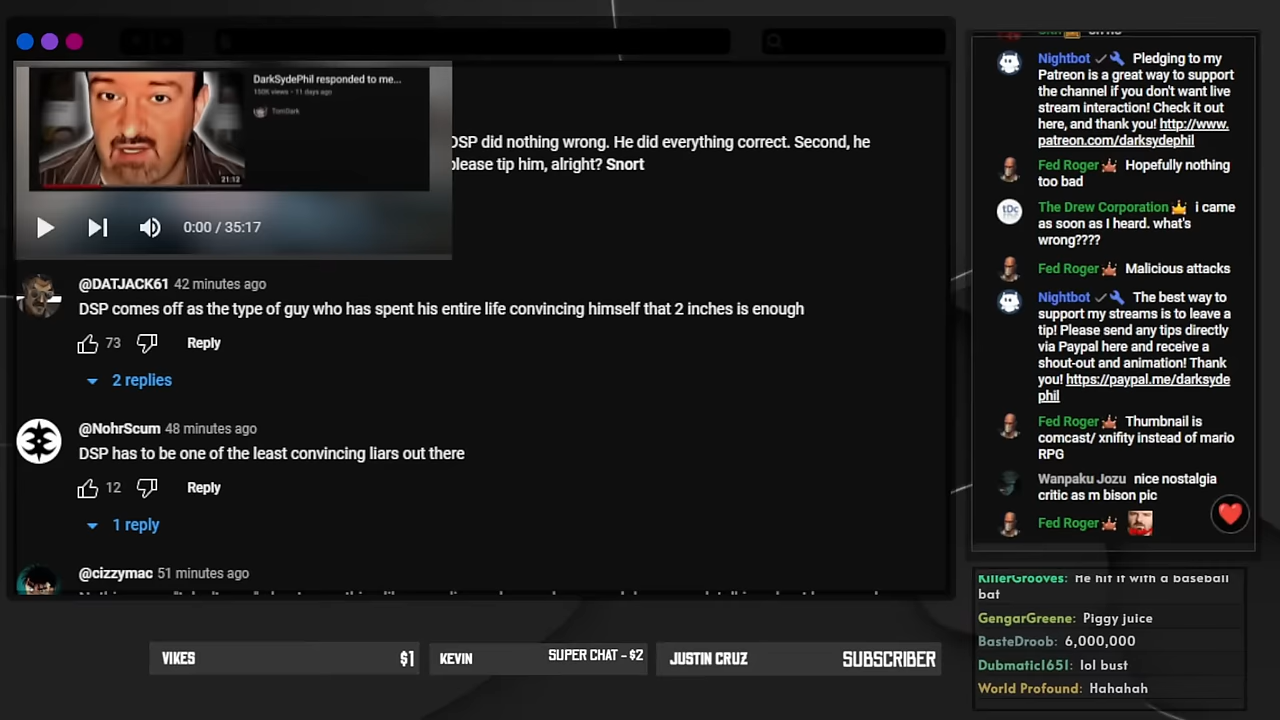 DarkSydePhil responded to me...
150K views • 11 days ago
TomDark
21:12
DSP did nothing wrong. He did everything correct. Second, he
please tip him, alright? Snort
0:00 / 35:17
@DATJACK61 42 minutes ago
DSP comes off as the type of guy who has spent his entire life convincing himself that 2 inches is enough
73
Reply
2 replies
@NohrScum 48 minutes ago
DSP has to be one of the least convincing liars out there
12
Reply
1 reply
@cizzymac 51 minutes ago
VIKES $1
KEVIN SUPER CHAT - $2
JUSTIN CRUZ SUBSCRIBER
Nightbot Pledging to my
Patreon is a great way to support
the channel if you don't want live
stream interaction! Check it out
here, and thank you! http://www.
patreon.com/darksydephil
Fed Roger Hopefully nothing
too bad
The Drew Corporation i came
as soon as I heard. what's
wrong????
Fed Roger Malicious attacks
Nightbot The best way to
support my streams is to leave a
tip! Please send any tips directly
via Paypal here and receive a
shout-out and animation! Thank
you! https://paypal.me/darksyde
phil
Fed Roger Thumbnail is
comcast/ xnifity instead of mario
RPG
Wanpaku Jozu nice nostalgia
critic as m bison pic
Fed Roger
KillerGrooves: He hit it with a baseball
bat
GengarGreene: Piggy juice
BasteDroob: 6,000,000
Dubmatic1651: lol bust
World Profound: Hahahah